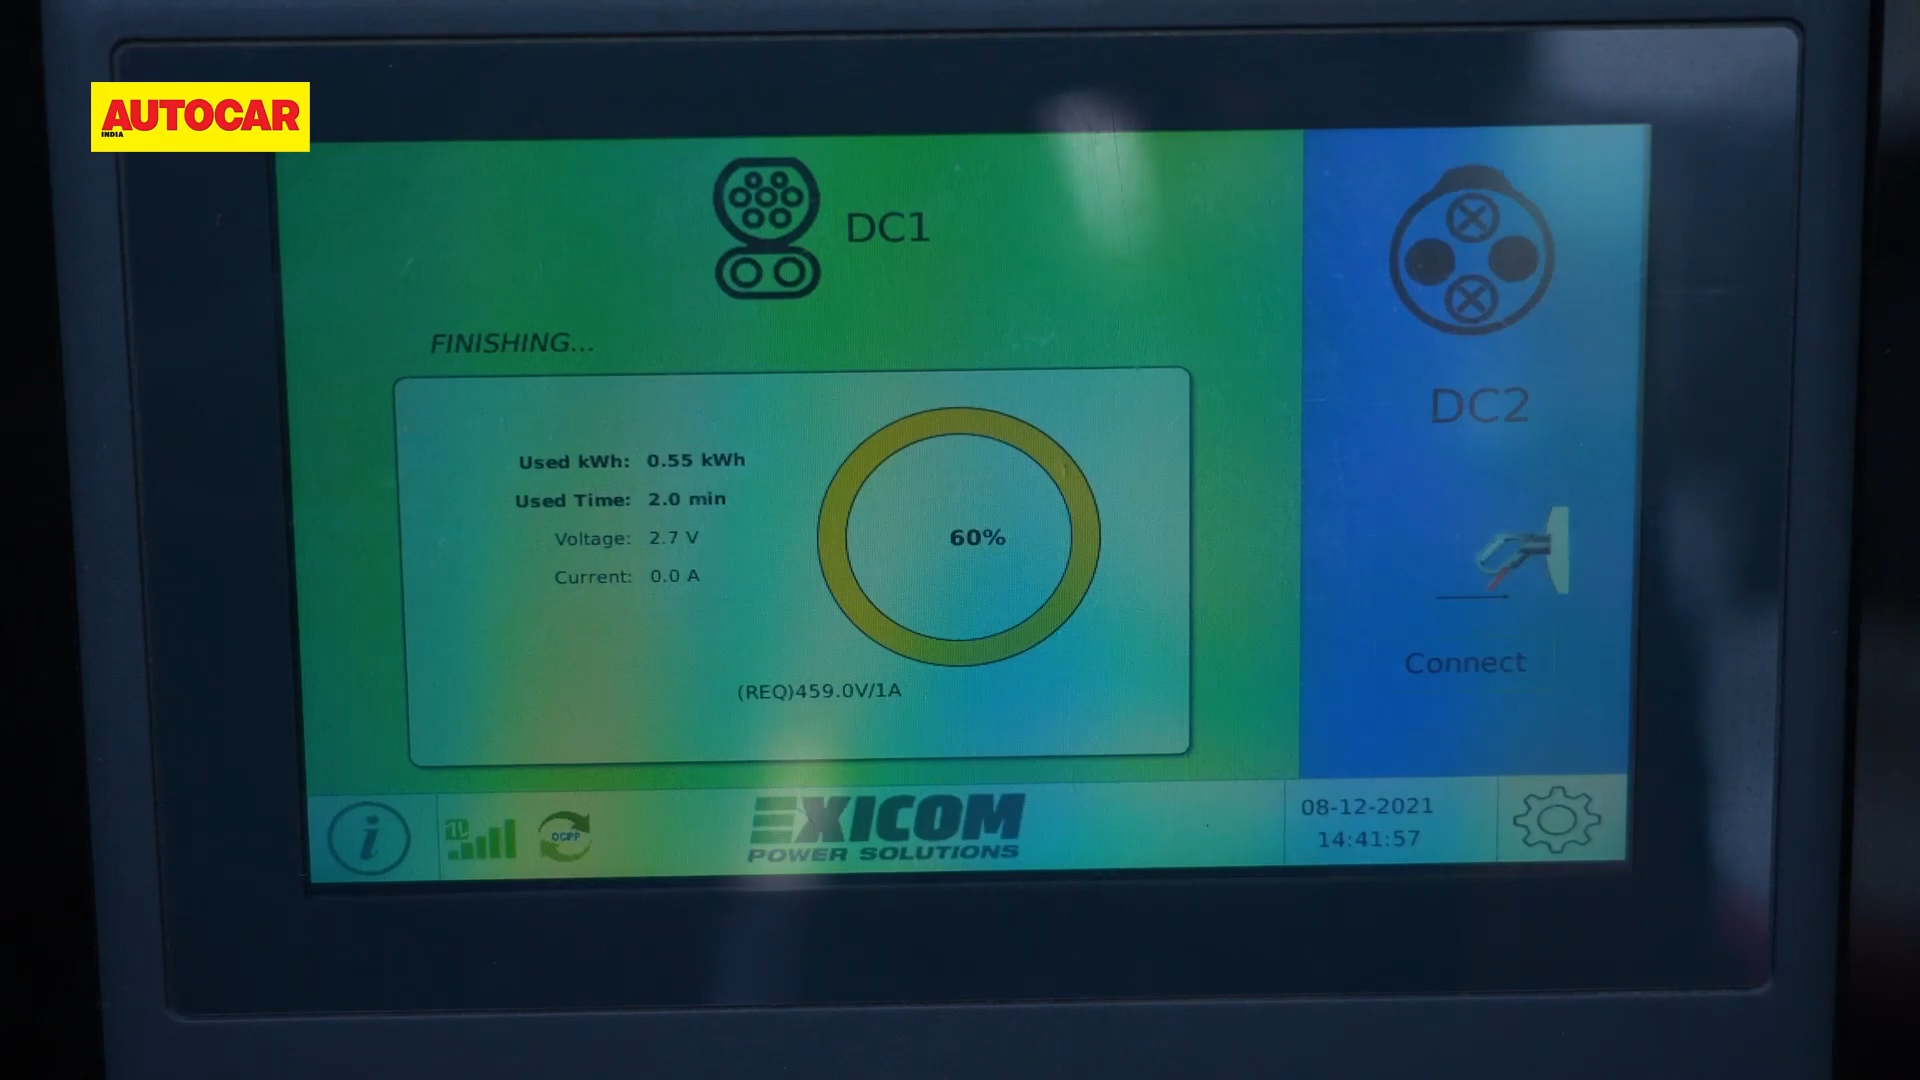 AUTOCAR
INDIA
DC1
FINISHING...
Used kWh: 0.55 kWh
Used Time: 2.0 min
Voltage: 2.7 V
Current: 0.0 A
60%
(REQ)459.0V/1A
DC2
Connect
i
OCPP
EXICOM
POWER SOLUTIONS
08-12-2021
14:41:57